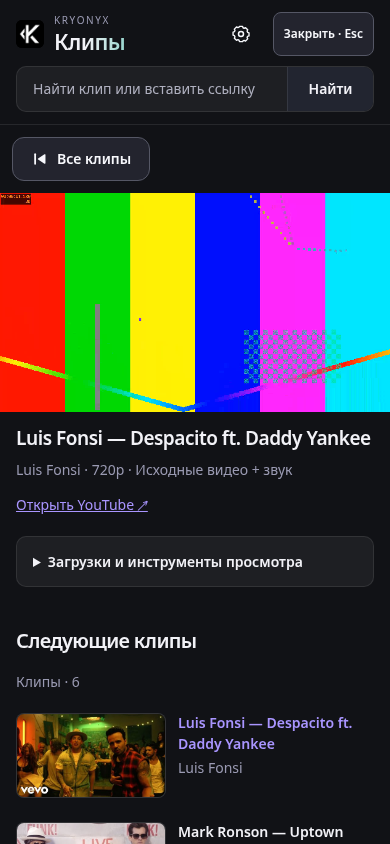 KRYONYX
Клипы
Закрыть · Esc
Найти клип или вставить ссылку
Найти
Все клипы
Luis Fonsi — Despacito ft. Daddy Yankee
Luis Fonsi · 720p · Исходные видео + звук
Открыть YouTube ↗
Загрузки и инструменты просмотра
Следующие клипы
Клипы · 6
Luis Fonsi — Despacito ft.
Daddy Yankee
Luis Fonsi
vevo
Mark Ronson — Uptown